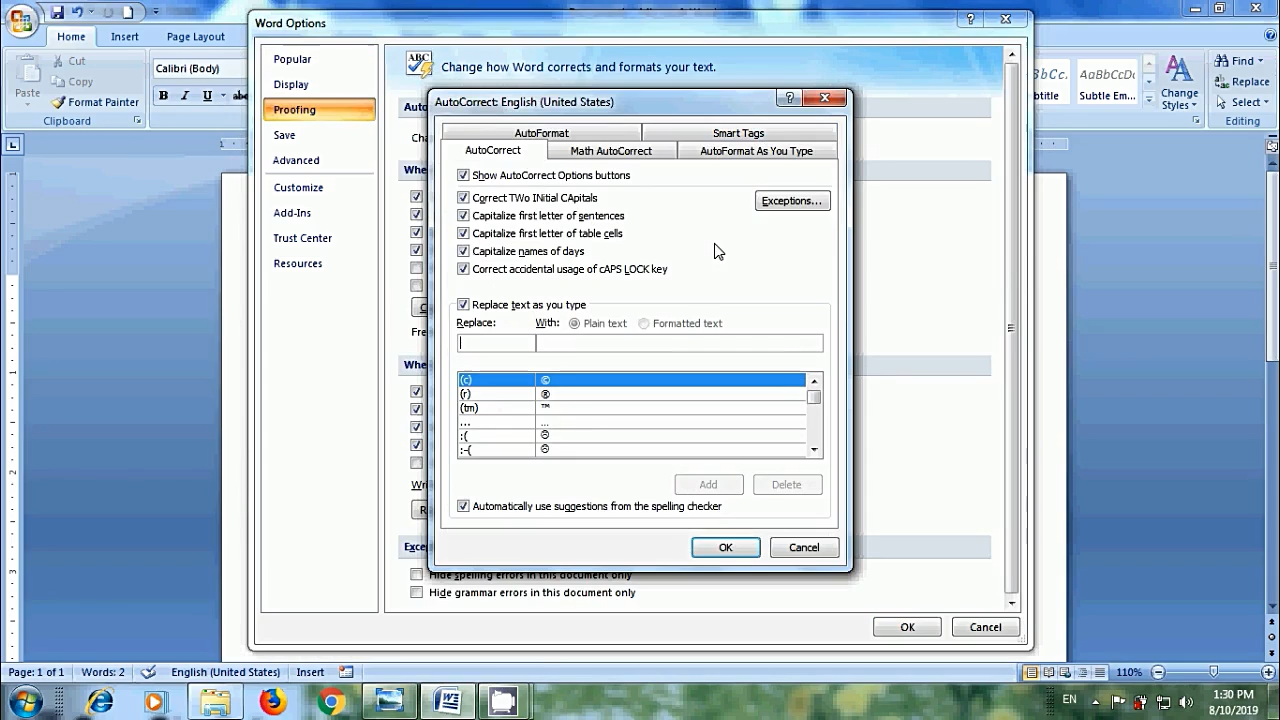 Word Options
Home Insert Page Layout
Cut
Copy
Paste
Format Painter
Clipboard
Calibri (Body)
B I U abe
Popular
Display
Proofing
Save
Advanced
Customize
Add-Ins
Trust Center
Resources
ABC
Change how Word corrects and formats your text.
AutoCorrect: English (United States)
AutoFormat Smart Tags
AutoCorrect Math AutoCorrect AutoFormat As You Type
Show AutoCorrect Options buttons
Correct TWo INitial CApitals
Exceptions...
Capitalize first letter of sentences
Capitalize first letter of table cells
Capitalize names of days
Correct accidental usage of cAPS LOCK key
Replace text as you type
Replace: With: Plain text Formatted text
(c) ©
(r) ®
(tm) ™
... ...
:( ☹
:-( ☹
Add Delete
Automatically use suggestions from the spelling checker
OK Cancel
Hide spelling errors in this document only
Hide grammar errors in this document only
OK Cancel
AaBbCcDc
Subtle Em...
Change
Styles
Find
Replace
Select
Editing
Page: 1 of 1 Words: 2 English (United States) Insert 110%
EN 1:30 PM
8/10/2019